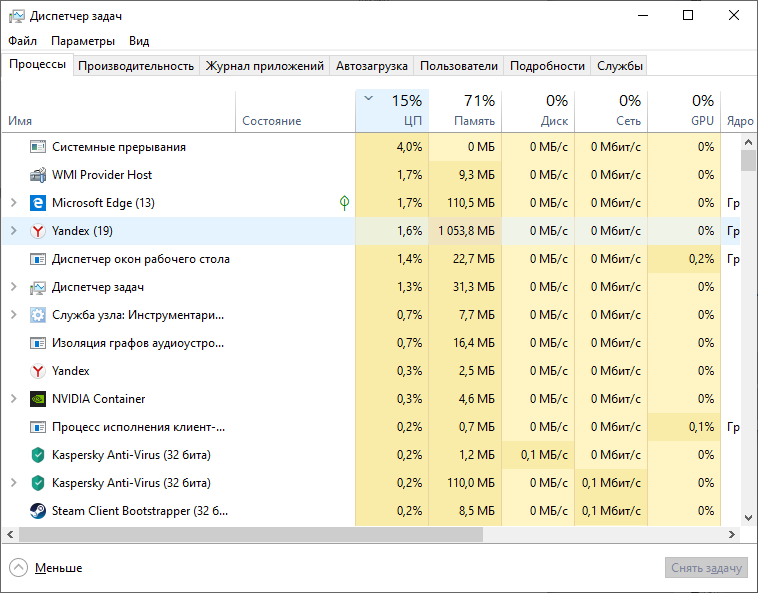 Диспетчер задач
Файл Параметры Вид
Процессы Производительность Журнал приложений Автозагрузка Пользователи Подробности Службы
15% 71% 0% 0% 0%
Имя Состояние ЦП Память Диск Сеть GPU Ядро
Системные прерывания 4,0% 0 МБ 0 МБ/с 0 Мбит/с 0%
WMI Provider Host 1,7% 9,3 МБ 0 МБ/с 0 Мбит/с 0%
Microsoft Edge (13) 1,7% 110,5 МБ 0 МБ/с 0 Мбит/с 0% Гр
Yandex (19) 1,6% 1 053,8 МБ 0 МБ/с 0 Мбит/с 0% Гр
Диспетчер окон рабочего стола 1,4% 22,7 МБ 0 МБ/с 0 Мбит/с 0,2% Гр
Диспетчер задач 1,3% 31,3 МБ 0 МБ/с 0 Мбит/с 0%
Служба узла: Инструментари... 0,7% 7,7 МБ 0 МБ/с 0 Мбит/с 0%
Изоляция графов аудиоустро... 0,7% 16,4 МБ 0 МБ/с 0 Мбит/с 0%
Yandex 0,3% 2,5 МБ 0 МБ/с 0 Мбит/с 0%
NVIDIA Container 0,3% 4,6 МБ 0 МБ/с 0 Мбит/с 0%
Процесс исполнения клиент-... 0,2% 0,7 МБ 0 МБ/с 0 Мбит/с 0,1% Гр
Kaspersky Anti-Virus (32 бита) 0,2% 1,2 МБ 0,1 МБ/с 0 Мбит/с 0%
Kaspersky Anti-Virus (32 бита) 0,2% 110,0 МБ 0 МБ/с 0,1 Мбит/с 0%
Steam Client Bootstrapper (32 б... 0,2% 8,5 МБ 0 МБ/с 0,1 Мбит/с 0%
Меньше Снять задачу